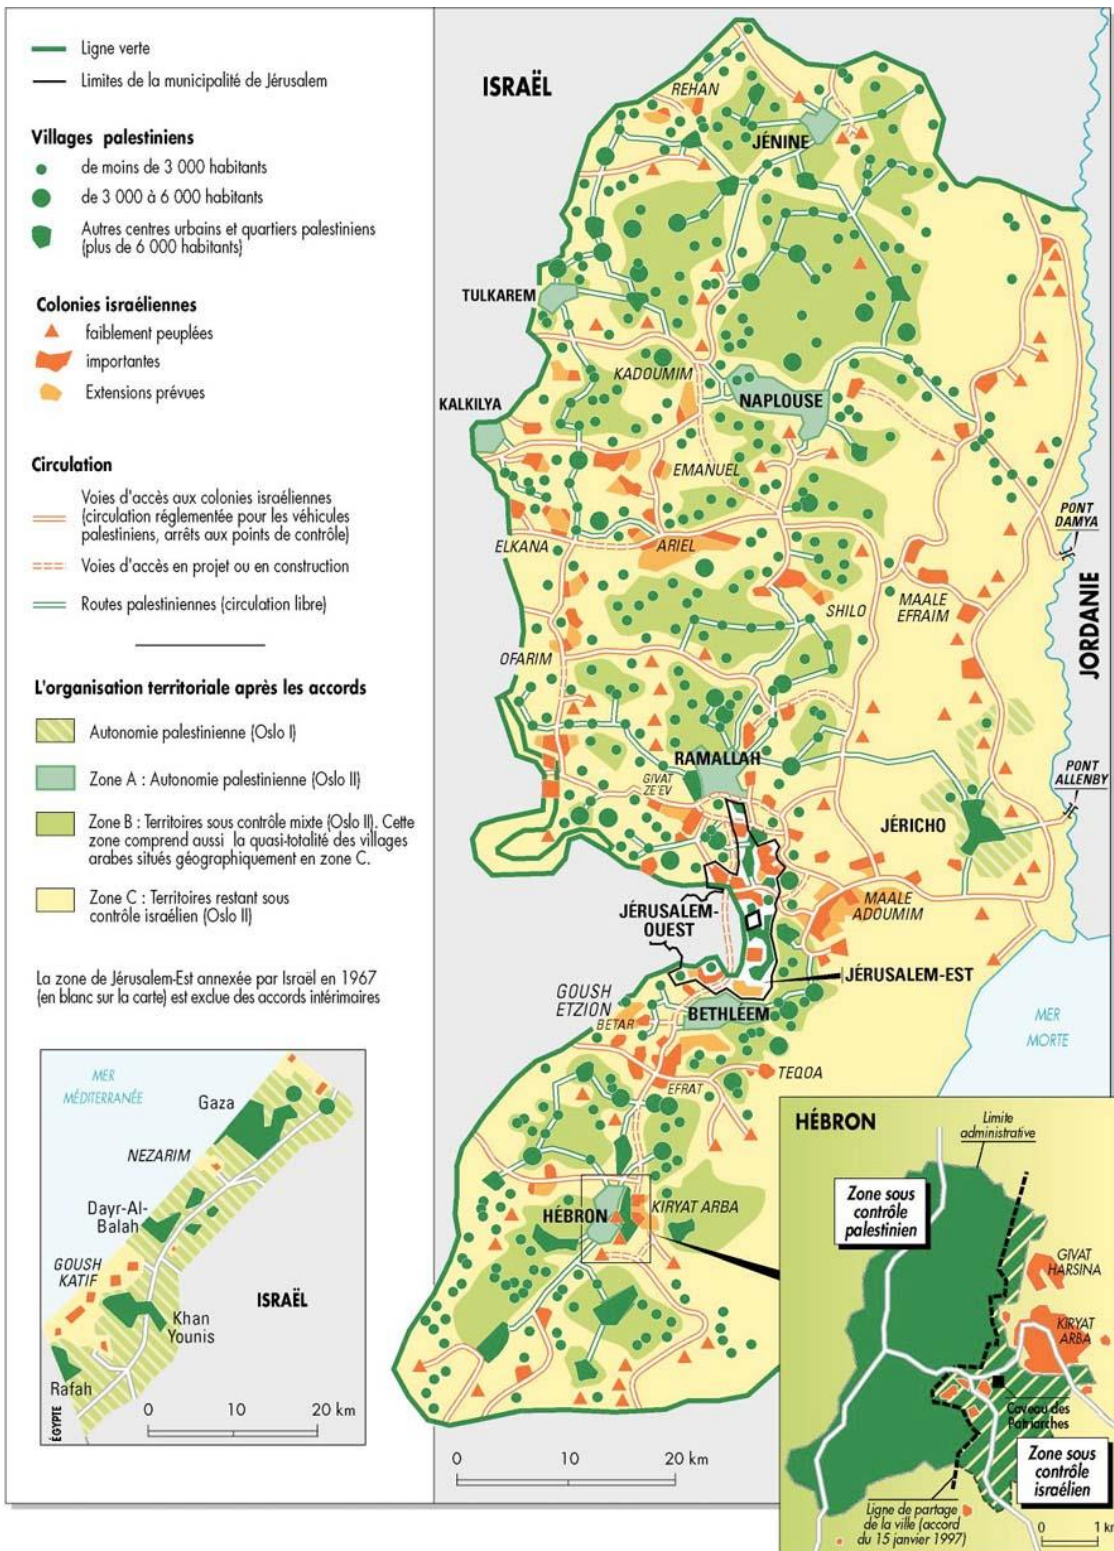 Ligne verte
Limites de la municipalité de Jérusalem
Villages palestiniens
de moins de 3 000 habitants
de 3 000 à 6 000 habitants
Autres centres urbains et quartiers palestiniens
(plus de 6 000 habitants)
Colonies israéliennes
faiblement peuplées
importantes
Extensions prévues
Circulation
Voies d'accès aux colonies israéliennes
(circulation réglementée pour les véhicules
palestiniens, arrêts aux points de contrôle)
Voies d'accès en projet ou en construction
Routes palestiniennes (circulation libre)
L'organisation territoriale après les accords
Autonomie palestinienne (Oslo I)
Zone A : Autonomie palestinienne (Oslo II)
Zone B : Territoires sous contrôle mixte (Oslo II). Cette
zone comprend aussi la quasi-totalité des villages
arabes situés géographiquement en zone C.
Zone C : Territoires restant sous
contrôle israélien (Oslo II)
La zone de Jérusalem-Est annexée par Israël en 1967
(en blanc sur la carte) est exclue des accords intérimaires
MER
MÉDITERRANÉE
Gaza
NEZARIM
Dayr-Al-
Balah
GOUSH
KATIF
ISRAËL
Khan
Younis
Rafah
ÉGYPTE
0 10 20 km
ISRAËL
REHAN
JÉNINE
TULKAREM
KADOUMIM
KALKILYA
NAPLOUSE
EMANUEL
PONT
DAMYA
ELKANA
ARIEL
JORDANIE
SHILO
MAALE
EFRAIM
OFARIM
RAMALLAH
GIVAT
ZE'EV
PONT
ALLENBY
JÉRICHO
JÉRUSALEM-
OUEST
MAALE
ADOUMIM
JÉRUSALEM-EST
GOUSH
ETZION
BETAR
BETHLÉEM
MER
MORTE
TEQOA
EFRAT
HÉBRON
KIRYAT ARBA
0 10 20 km
HÉBRON
Limite
administrative
Zone sous
contrôle
palestinien
GIVAT
HARSINA
KIRYAT
ARBA
Caveau des
Patriarches
Zone sous
contrôle
israélien
Ligne de partage
de la ville (accord
du 15 janvier 1997)
0 1 km